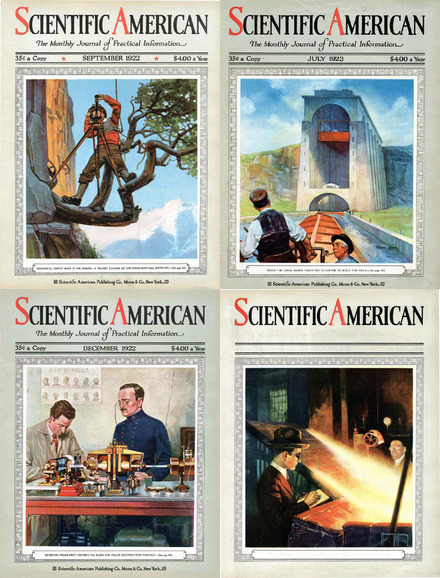 SCIENTIFIC AMERICAN
The Monthly Journal of Practical Information
35¢ a Copy ★ SEPTEMBER 1922 ★ $4.00 a Year
Scientific American Publishing Co., Munn & Co., New York, N.Y.
SCIENTIFIC AMERICAN
The Monthly Journal of Practical Information
35¢ a Copy JULY 1923 $4.00 a Year
Scientific American Publishing Co., Munn & Co., New York, N.Y.
SCIENTIFIC AMERICAN
The Monthly Journal of Practical Information
35¢ a Copy DECEMBER 1922 $4.00 a Year
Scientific American Publishing Co., Munn & Co., New York, N.Y.
SCIENTIFIC AMERICAN